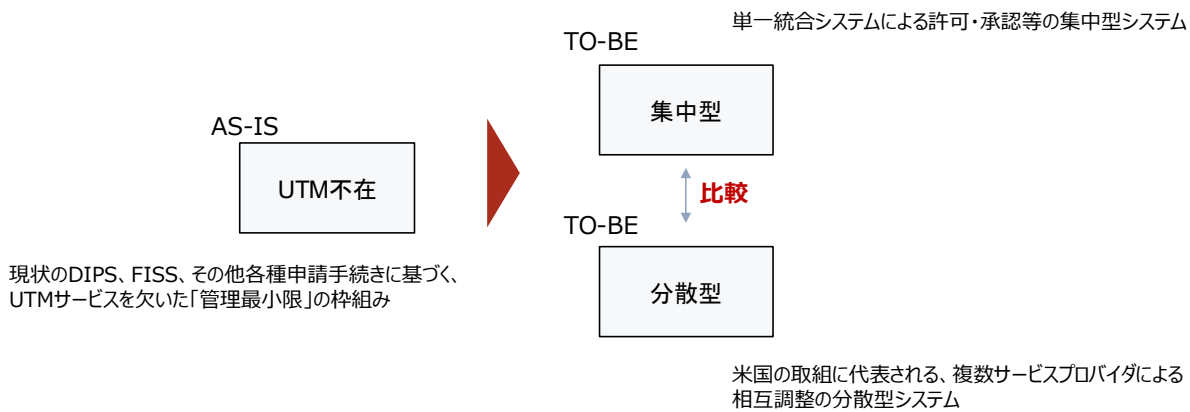 単一統合システムによる許可・承認等の集中型システム
TO-BE
集中型
AS-IS
UTM不在
比較
TO-BE
現状のDIPS、FISS、その他各種申請手続きに基づく、
UTMサービスを欠いた「管理最小限」の枠組み
分散型
米国の取組に代表される、複数サービスプロバイダによる
相互調整の分散型システム